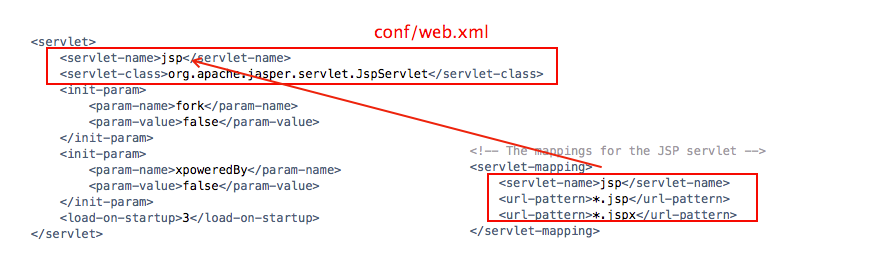 conf/web.xml
<servlet>
    <servlet-name>jsp</servlet-name>
    <servlet-class>org.apache.jasper.servlet.JspServlet</servlet-class>
    <init-param>
        <param-name>fork</param-name>
        <param-value>false</param-value>
    </init-param>
    <init-param>
        <param-name>xpoweredBy</param-name>
        <param-value>false</param-value>
    </init-param>
    <load-on-startup>3</load-on-startup>
</servlet>
<!-- The mappings for the JSP servlet -->
<servlet-mapping>
    <servlet-name>jsp</servlet-name>
    <url-pattern>*.jsp</url-pattern>
    <url-pattern>*.jspx</url-pattern>
</servlet-mapping>